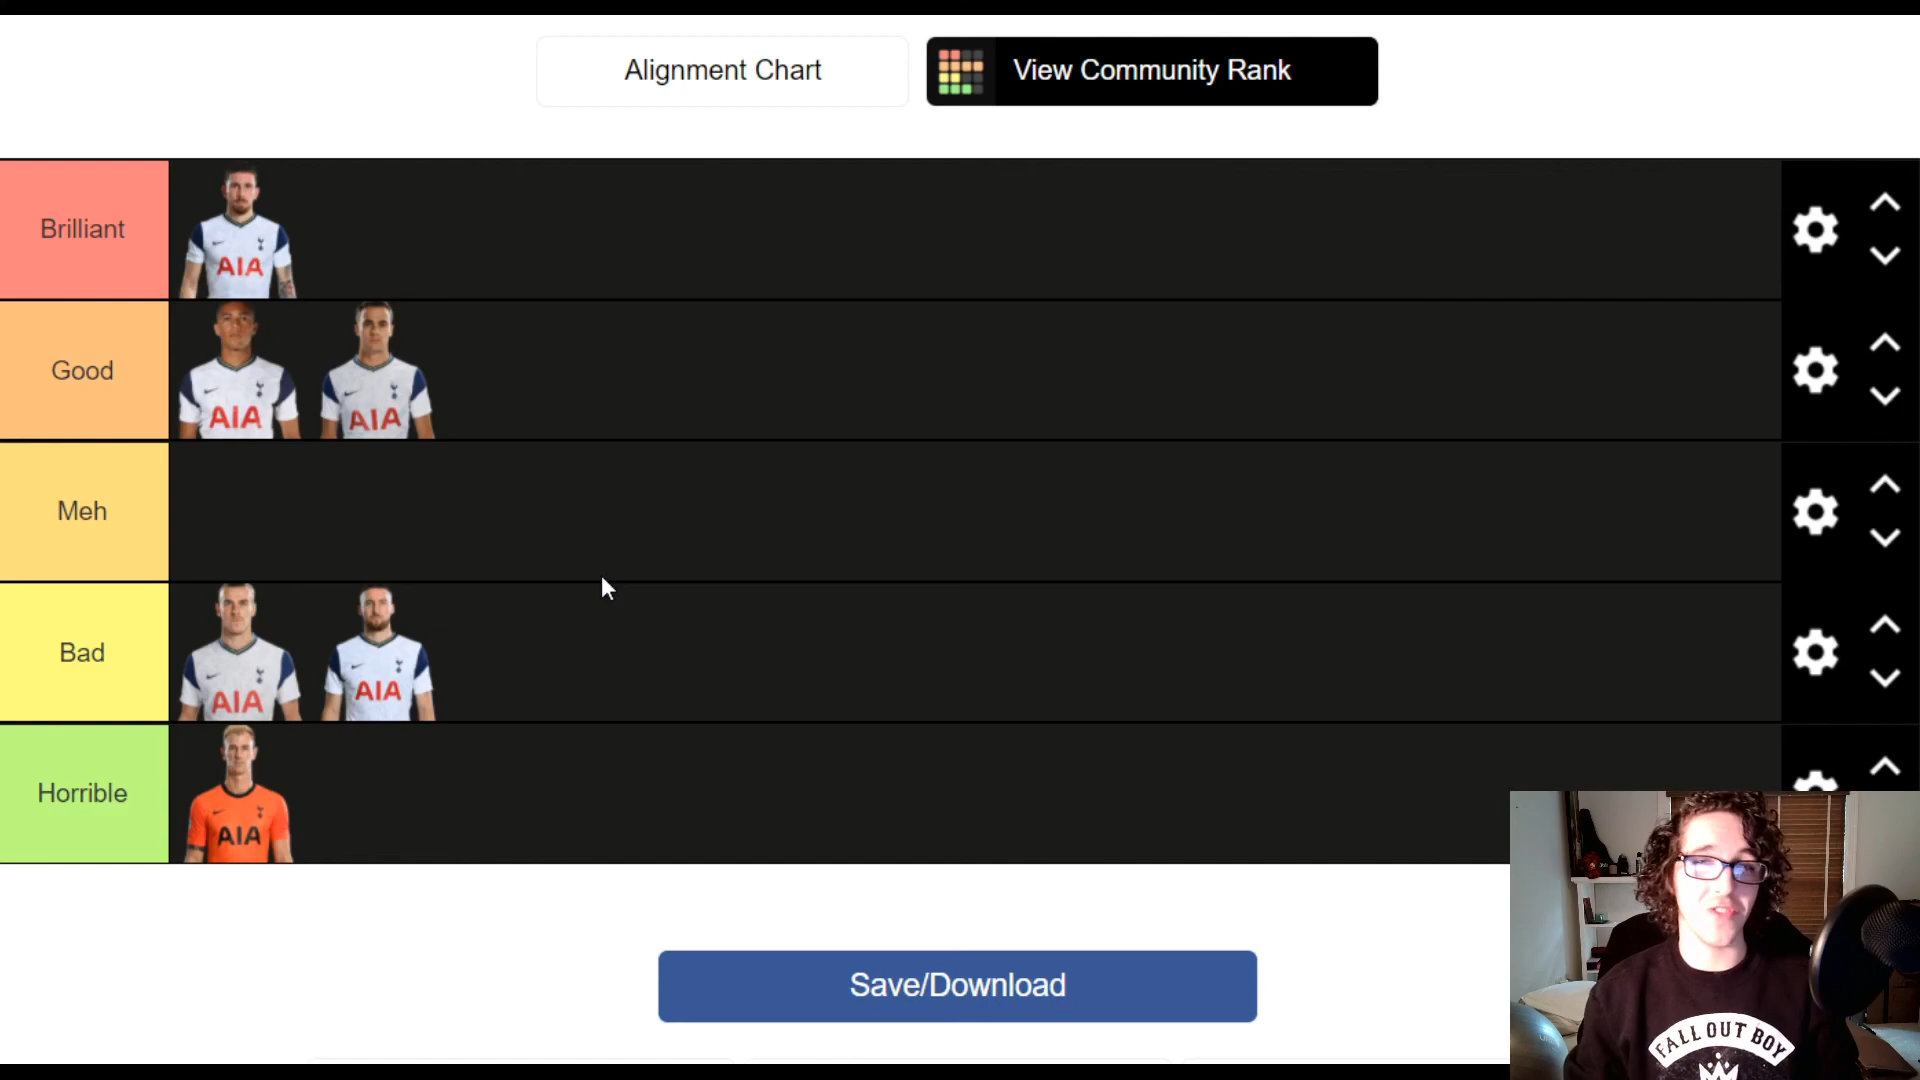 Alignment Chart
View Community Rank
Brilliant
AIA
Good
AIA AIA
Meh
Bad
AIA AIA
Horrible
AIA
Save/Download
FALL OUT BOY